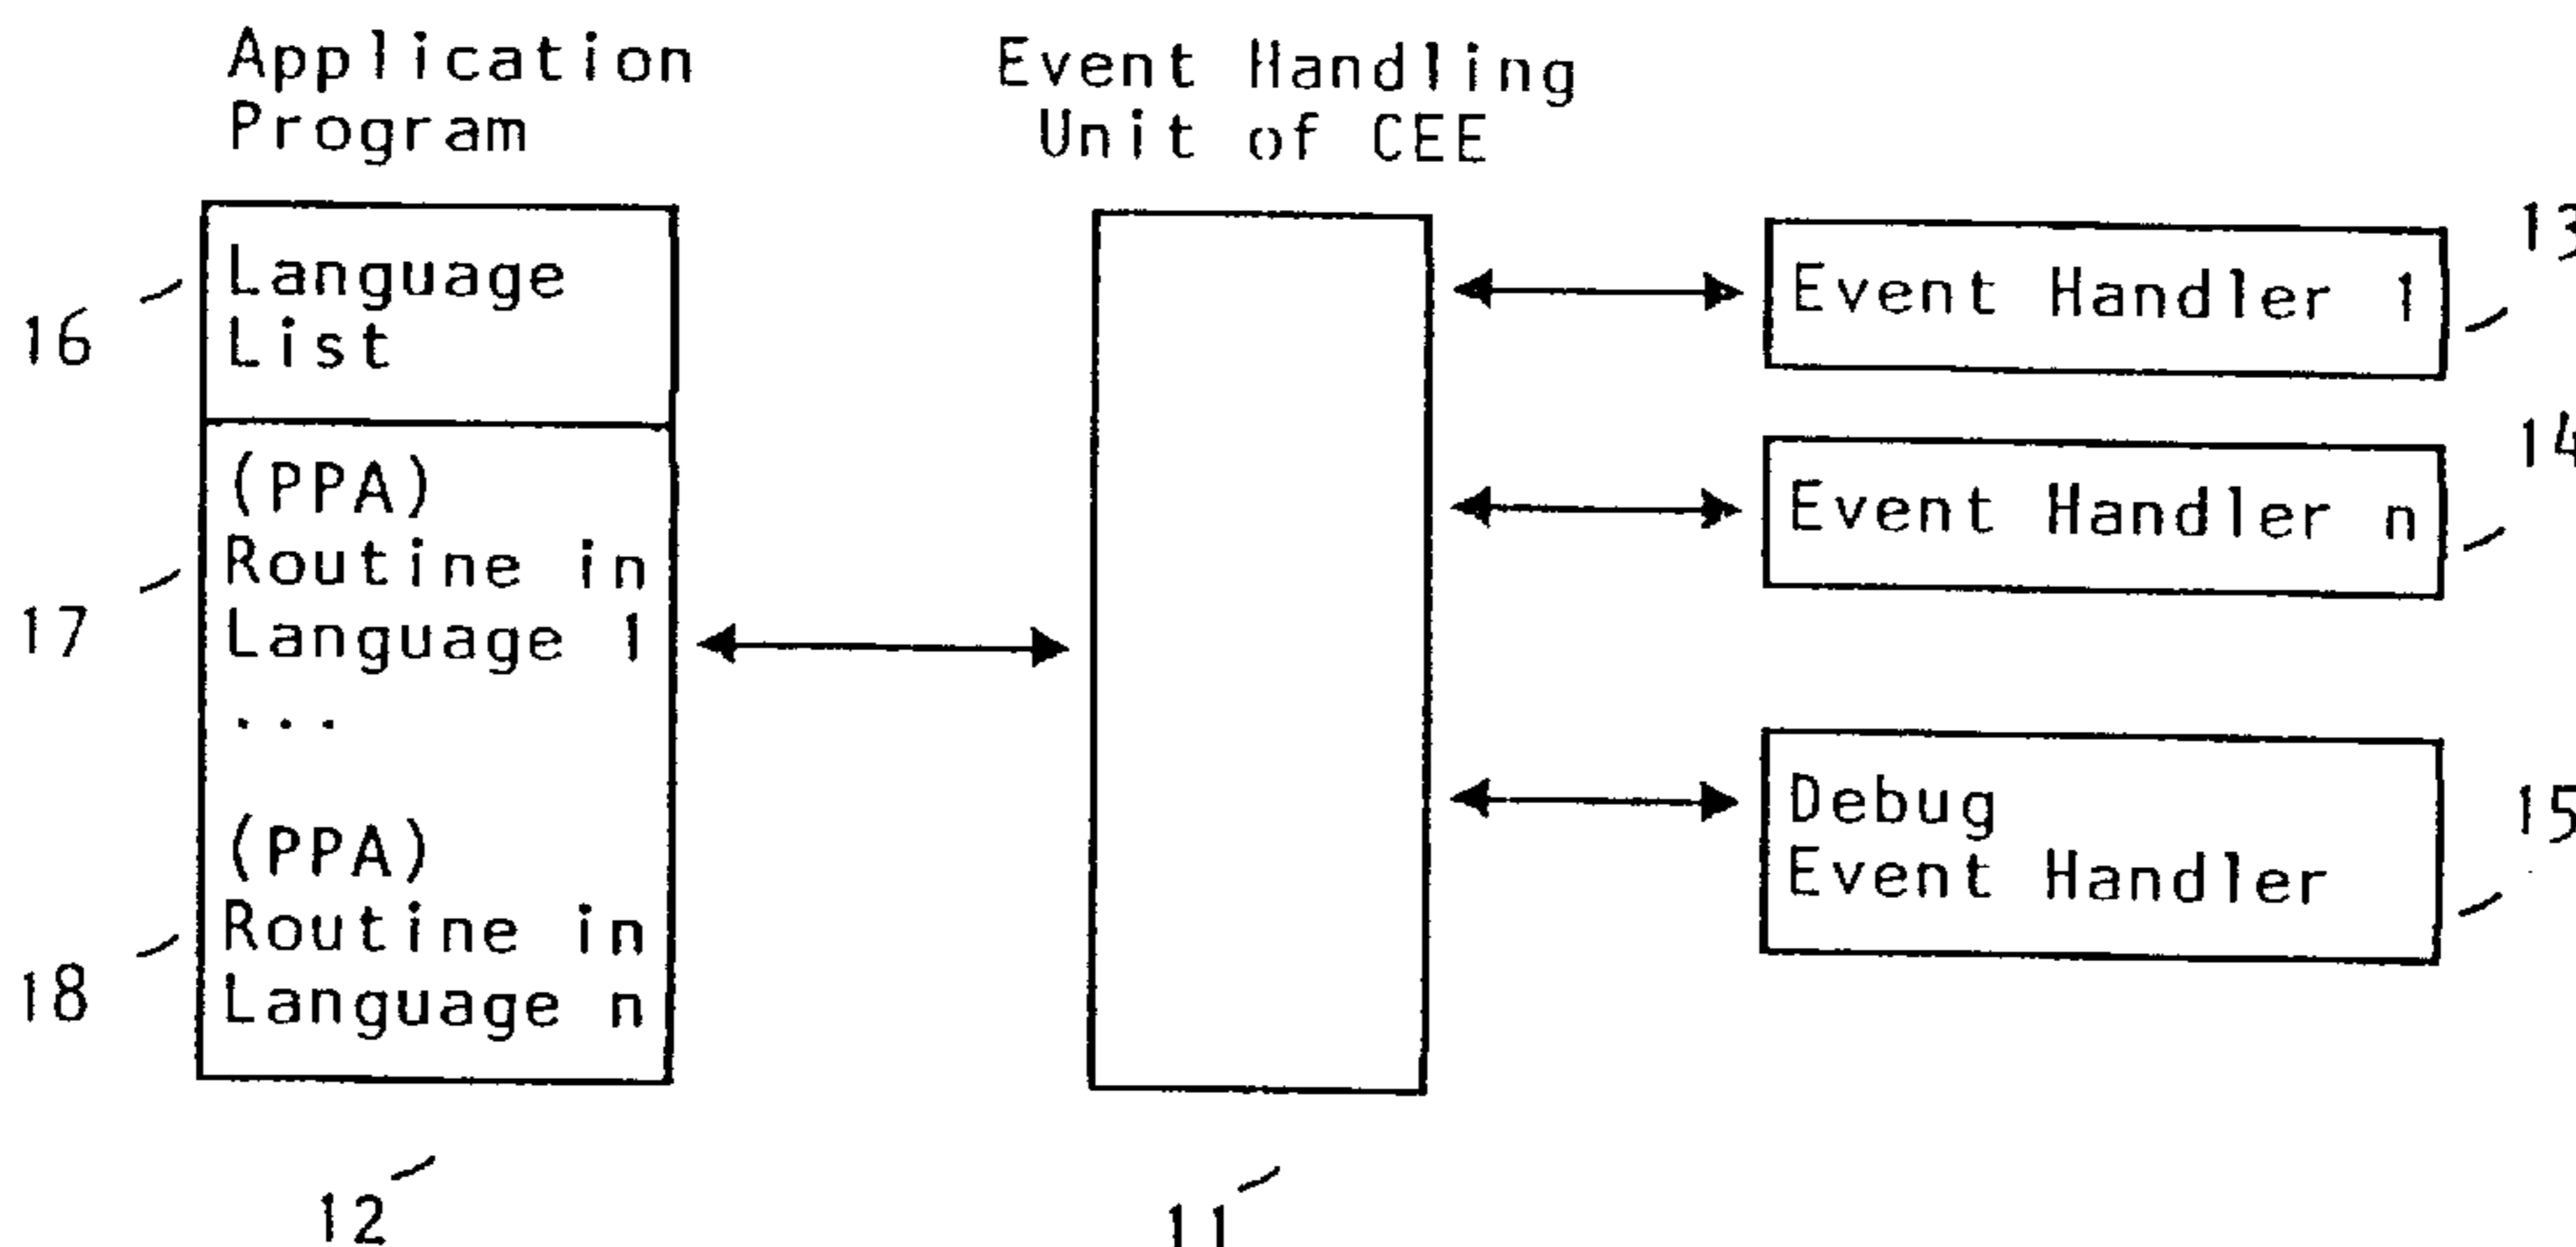 Application
Program
Event Handling
Unit of CEE
16
Language
List
17
(PPA)
Routine in
Language 1
...
18
(PPA)
Routine in
Language n
12
11
Event Handler 1
13
Event Handler n
14
Debug
Event Handler
15